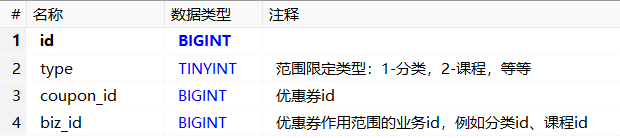 # 名称 数据类型 注释
1 id BIGINT
2 type TINYINT 范围限定类型：1-分类，2-课程，等等
3 coupon_id BIGINT 优惠券id
4 biz_id BIGINT 优惠券作用范围的业务id，例如分类id、课程id